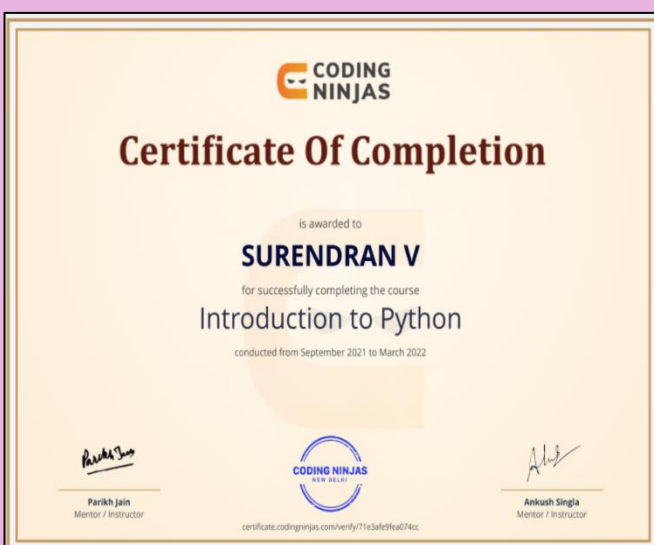 CODING
NINJAS
Certificate Of Completion
is awarded to
SURENDRAN V
for successfully completing the course
Introduction to Python
conducted from September 2021 to March 2022
Parikh Jain
CODING NINJAS
NEW DELHI
Parikh Jain
Mentor / Instructor
Ankush Singla
Mentor / Instructor
certificate.codingninjas.com/verify/71e3afe9fea074cc